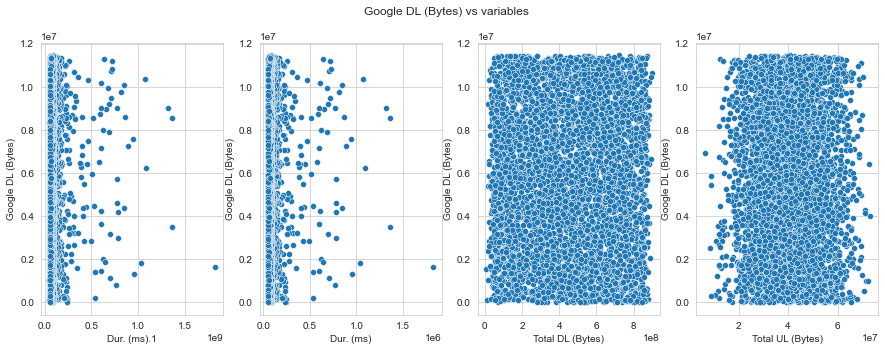 Google DL (Bytes) vs variables
1e7
1e7
1e7
1e7
1.2
1.0
0.8
0.6
0.4
0.2
0.0
Google DL (Bytes)
0.0 0.5 1.0 1.5
Dur. (ms).1
1e9
1.2
1.0
0.8
0.6
0.4
0.2
0.0
Google DL (Bytes)
0.0 0.5 1.0 1.5
Dur. (ms)
1e6
1.2
1.0
0.8
0.6
0.4
0.2
0.0
Google DL (Bytes)
0 2 4 6 8
Total DL (Bytes)
1e8
1.2
1.0
0.8
0.6
0.4
0.2
0.0
Google DL (Bytes)
2 4 6
Total UL (Bytes)
1e7